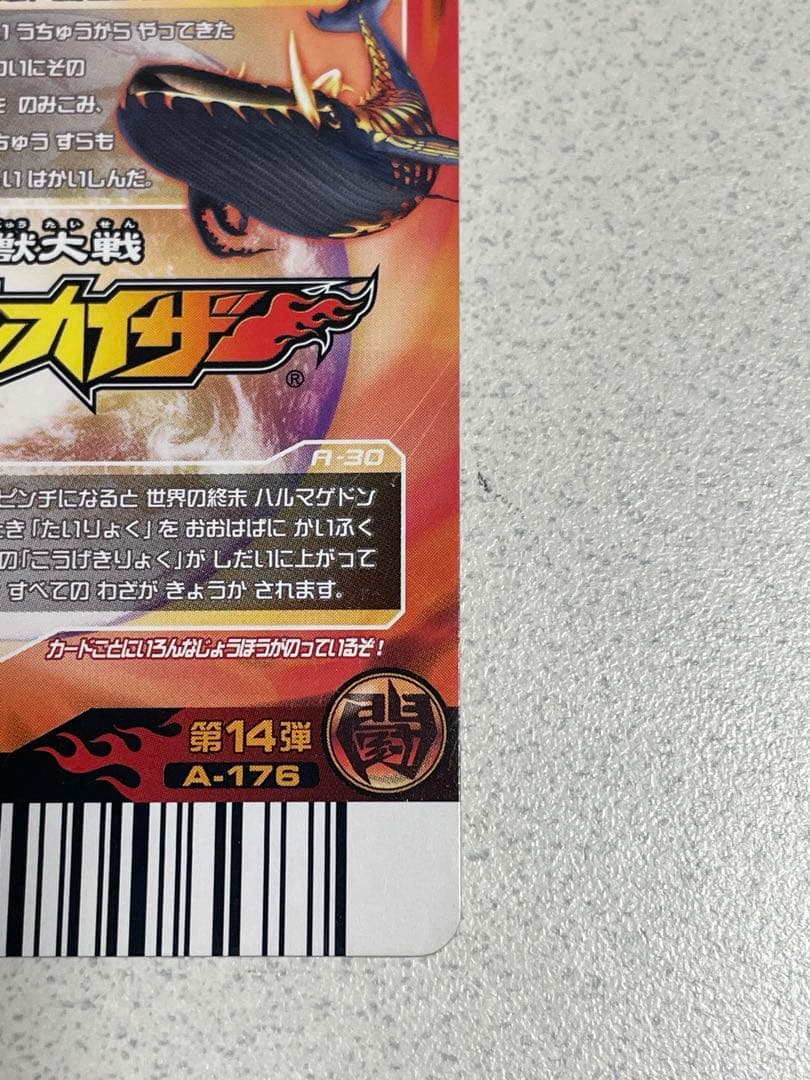 うちゅうから やってきた
いにその
のみこみ、
ちゅう すらも
い はかいしんだ。
じゅう たい せん
獣大戦
カイザー
®
A-30
ピンチになると 世界の終末 ハルマゲドン
き「たいりょく」を おおはばに かいふく
の「こうげきりょく」が しだいに上がって
すべての わざが きょうか されます。
カードごとにいろんなじょうほうがのっているぞ!
第14弾
闘
A-176